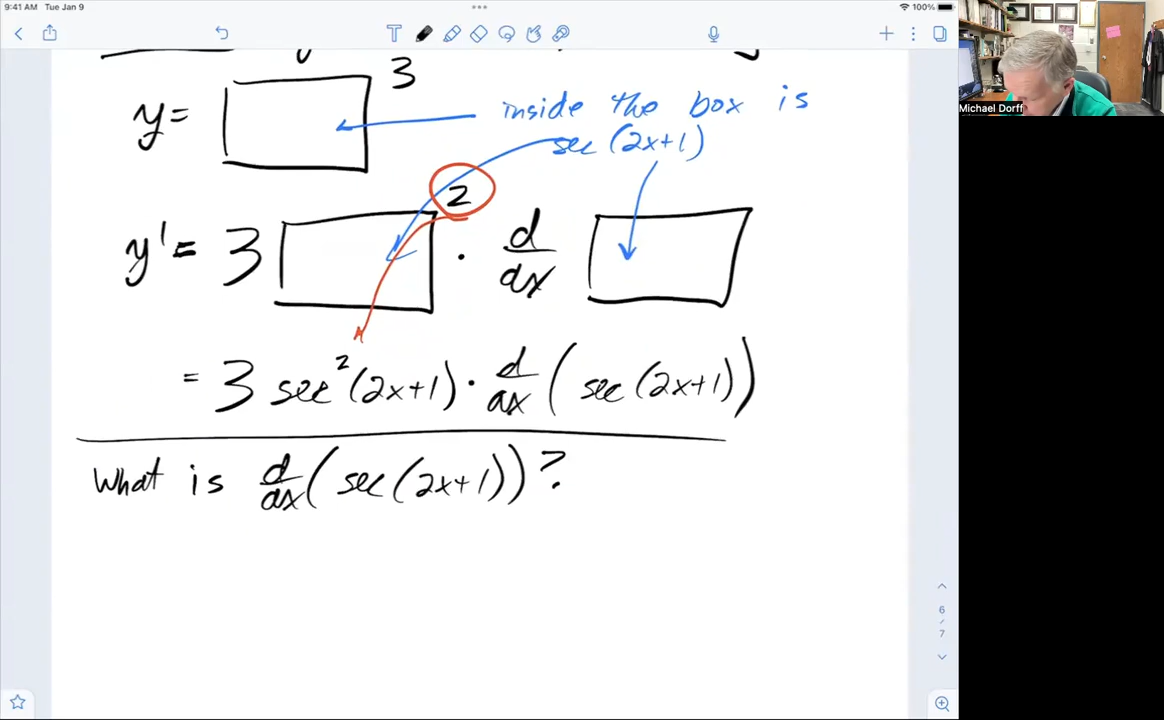 9:41 AM Tue Jan 9
100%
Michael Dorff
3
y=
inside the box is
sec (2x+1)
2
y' = 3 · d/dx
= 3 sec²(2x+1) · d/dx (sec(2x+1))
What is d/dx (sec(2x+1))?
6
/
7